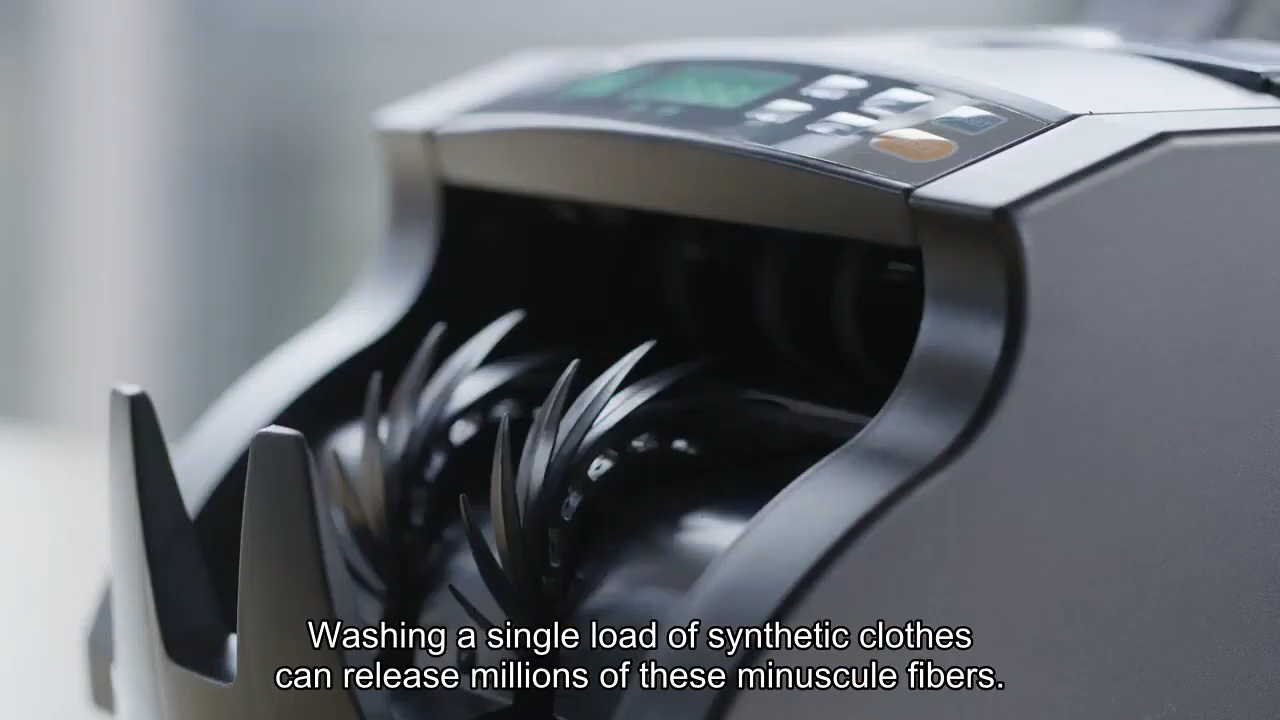 Washing a single load of synthetic clothes
can release millions of these minuscule fibers.